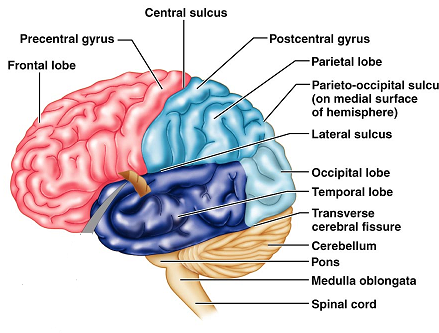 Central sulcus
Precentral gyrus
Postcentral gyrus
Frontal lobe
Parietal lobe
Parieto-occipital sulcu
(on medial surface
of hemisphere)
Lateral sulcus
Occipital lobe
Temporal lobe
Transverse
cerebral fissure
Cerebellum
Pons
Medulla oblongata
Spinal cord